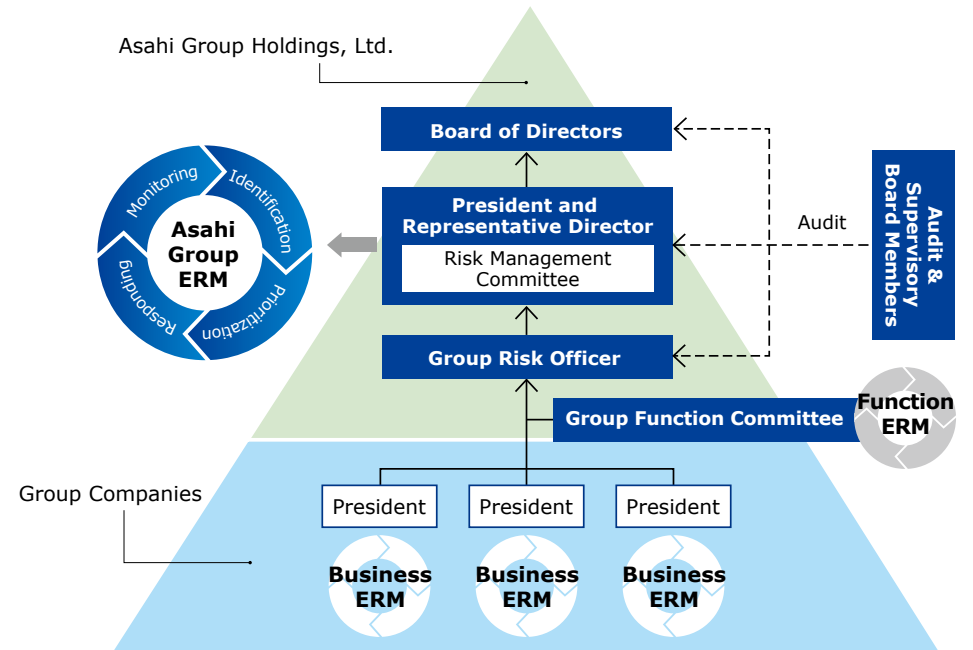 Asahi Group Holdings, Ltd.
Board of Directors
Monitoring
Identification
Prioritization
Responding
Asahi
Group
ERM
President and
Representative Director
Risk Management
Committee
Audit
Audit &
Supervisory
Board Members
Group Risk Officer
Group Function Committee
Function
ERM
Group Companies
President
President
President
Business
ERM
Business
ERM
Business
ERM